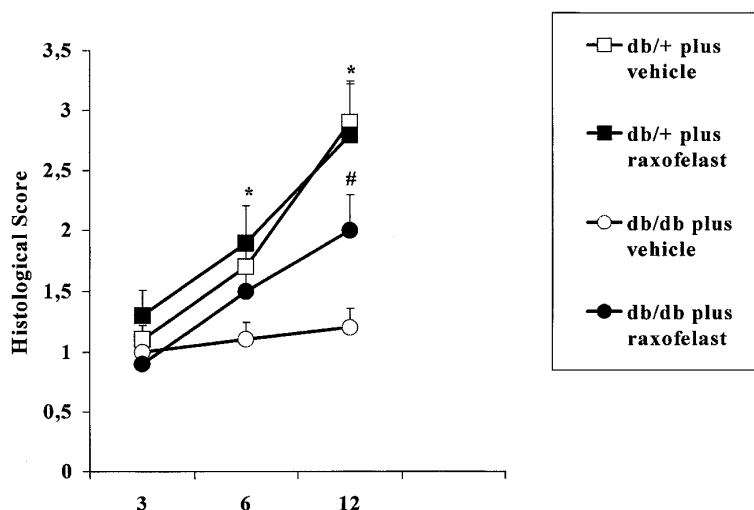 3,5
3
2,5
2
1,5
1
0,5
0
Histological Score
3 6 12
*
*
#
db/+ plus
vehicle
db/+ plus
raxofelast
db/db plus
vehicle
db/db plus
raxofelast